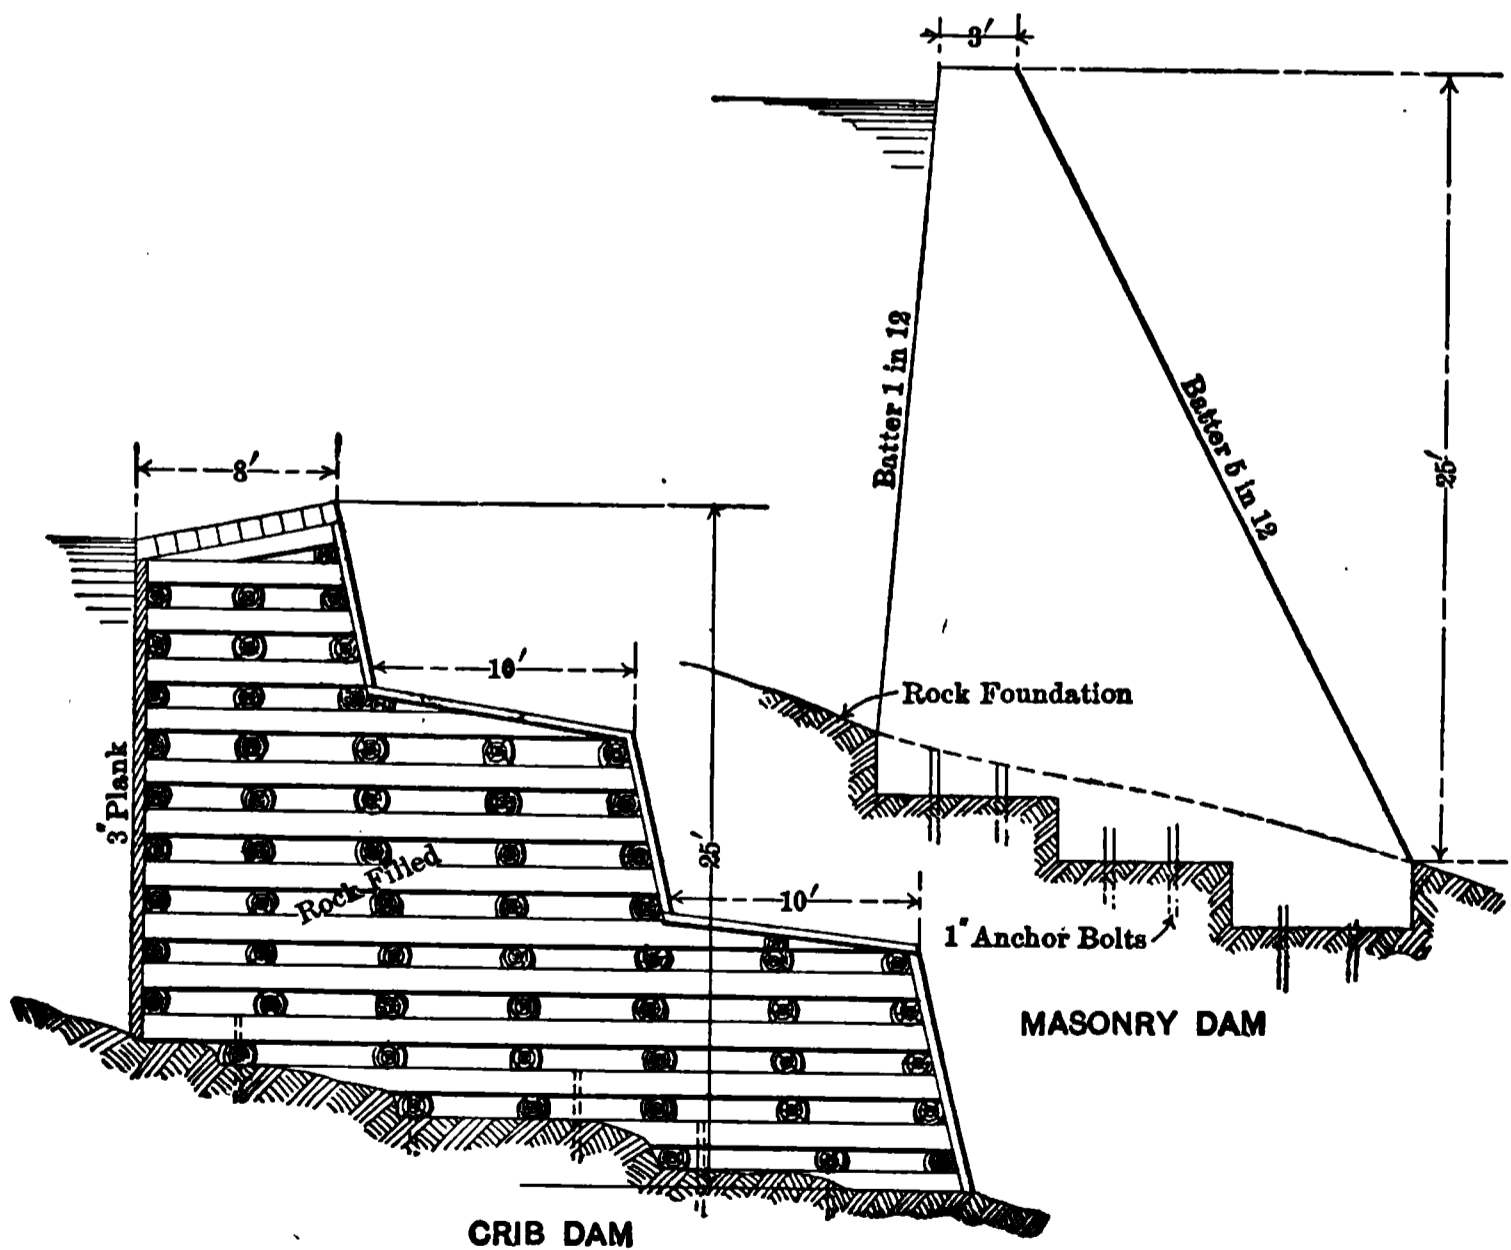 3′
Batter 1 in 12
Batter 5 in 12
25′
Rock Foundation
1″ Anchor Bolts
MASONRY DAM
8′
10′
10′
25′
3″ Plank
Rock Filled
CRIB DAM